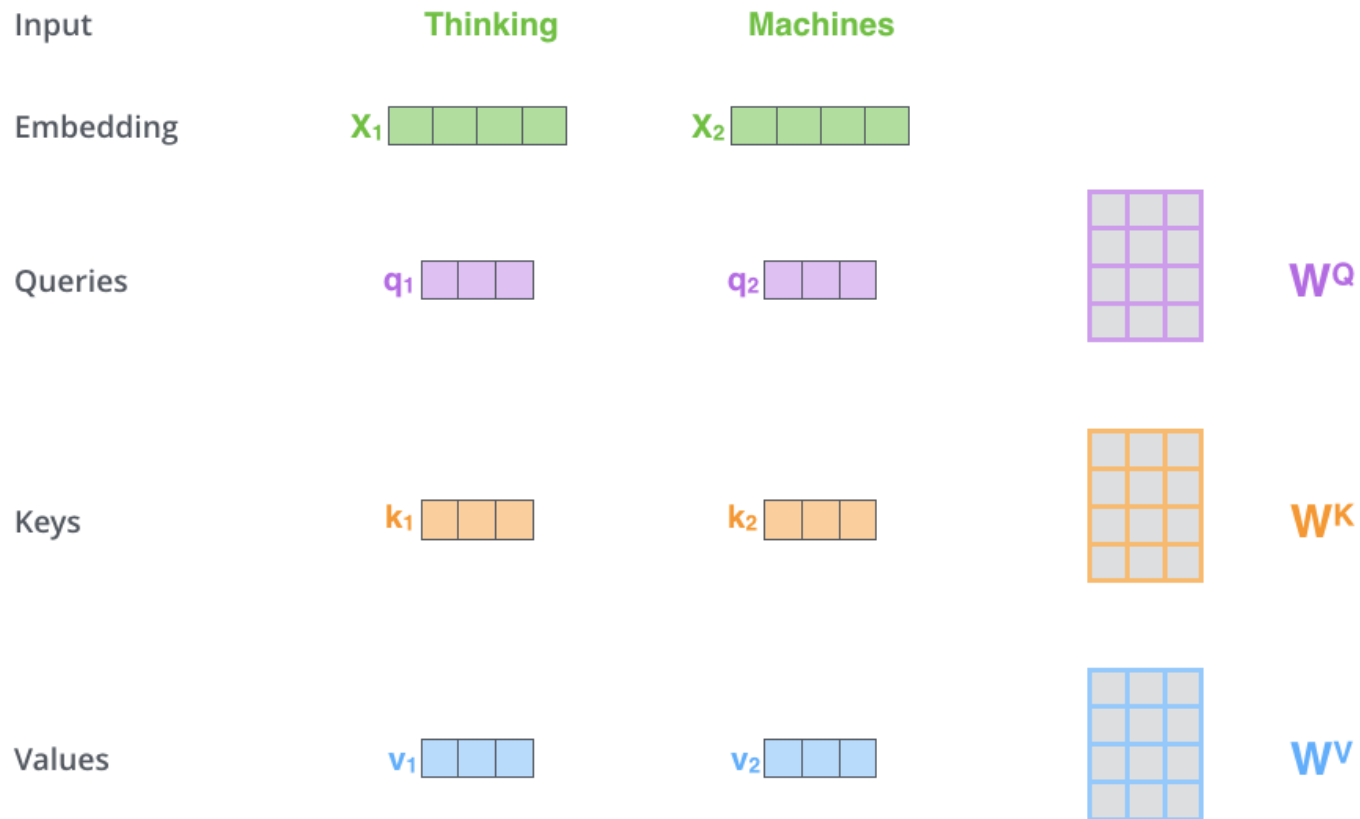 Input Thinking Machines
Embedding X1 X2
Queries q1 q2 WQ
Keys k1 k2 WK
Values v1 v2 WV